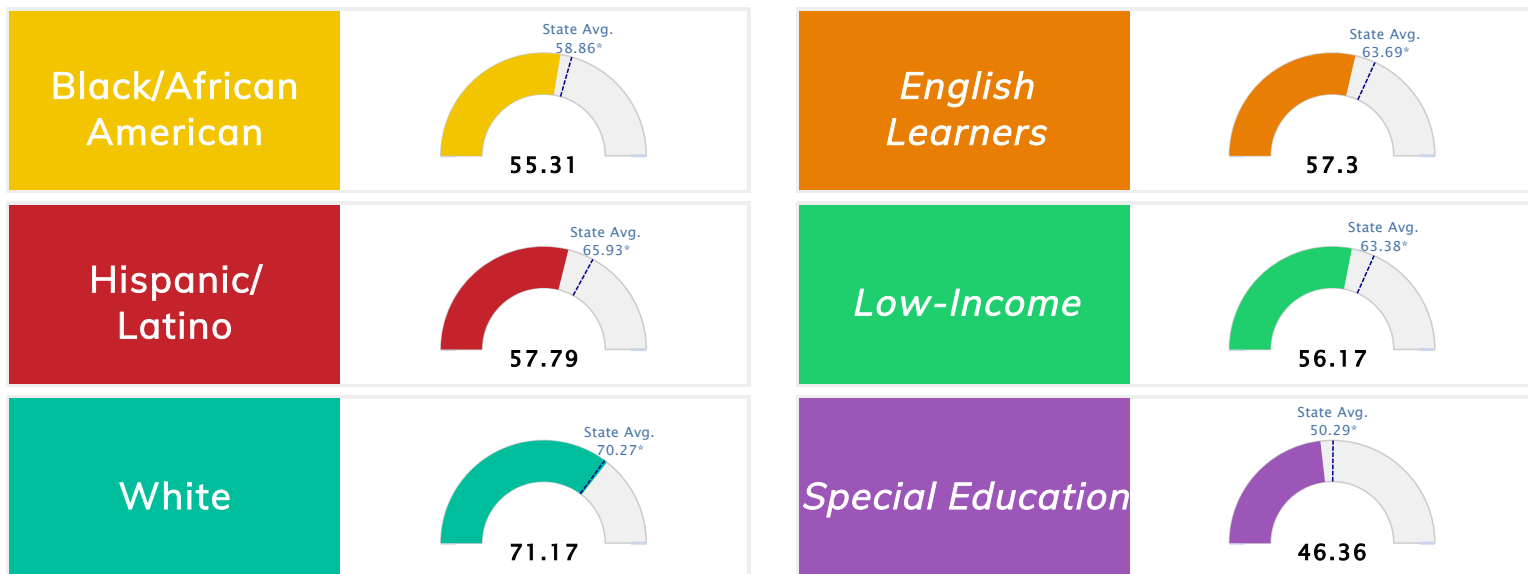 Black/African
American
State Avg.
58.86*
55.31
English
Learners
State Avg.
63.69*
57.3
Hispanic/
Latino
State Avg.
65.93*
57.79
Low-Income
State Avg.
63.38*
56.17
White
State Avg.
70.27*
71.17
Special Education
State Avg.
50.29*
46.36